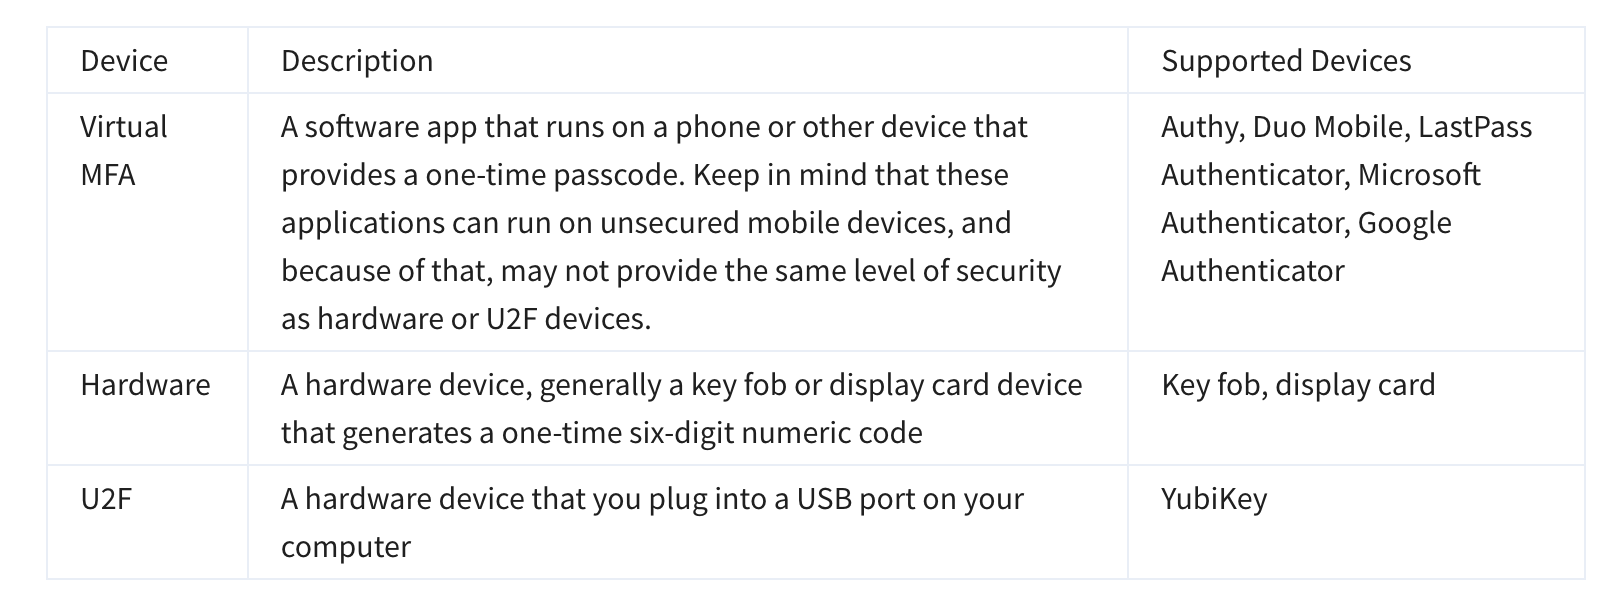 Device
Description
Supported Devices
Virtual
MFA
A software app that runs on a phone or other device that
provides a one-time passcode. Keep in mind that these
applications can run on unsecured mobile devices, and
because of that, may not provide the same level of security
as hardware or U2F devices.
Authy, Duo Mobile, LastPass
Authenticator, Microsoft
Authenticator, Google
Authenticator
Hardware
A hardware device, generally a key fob or display card device
that generates a one-time six-digit numeric code
Key fob, display card
U2F
A hardware device that you plug into a USB port on your
computer
YubiKey